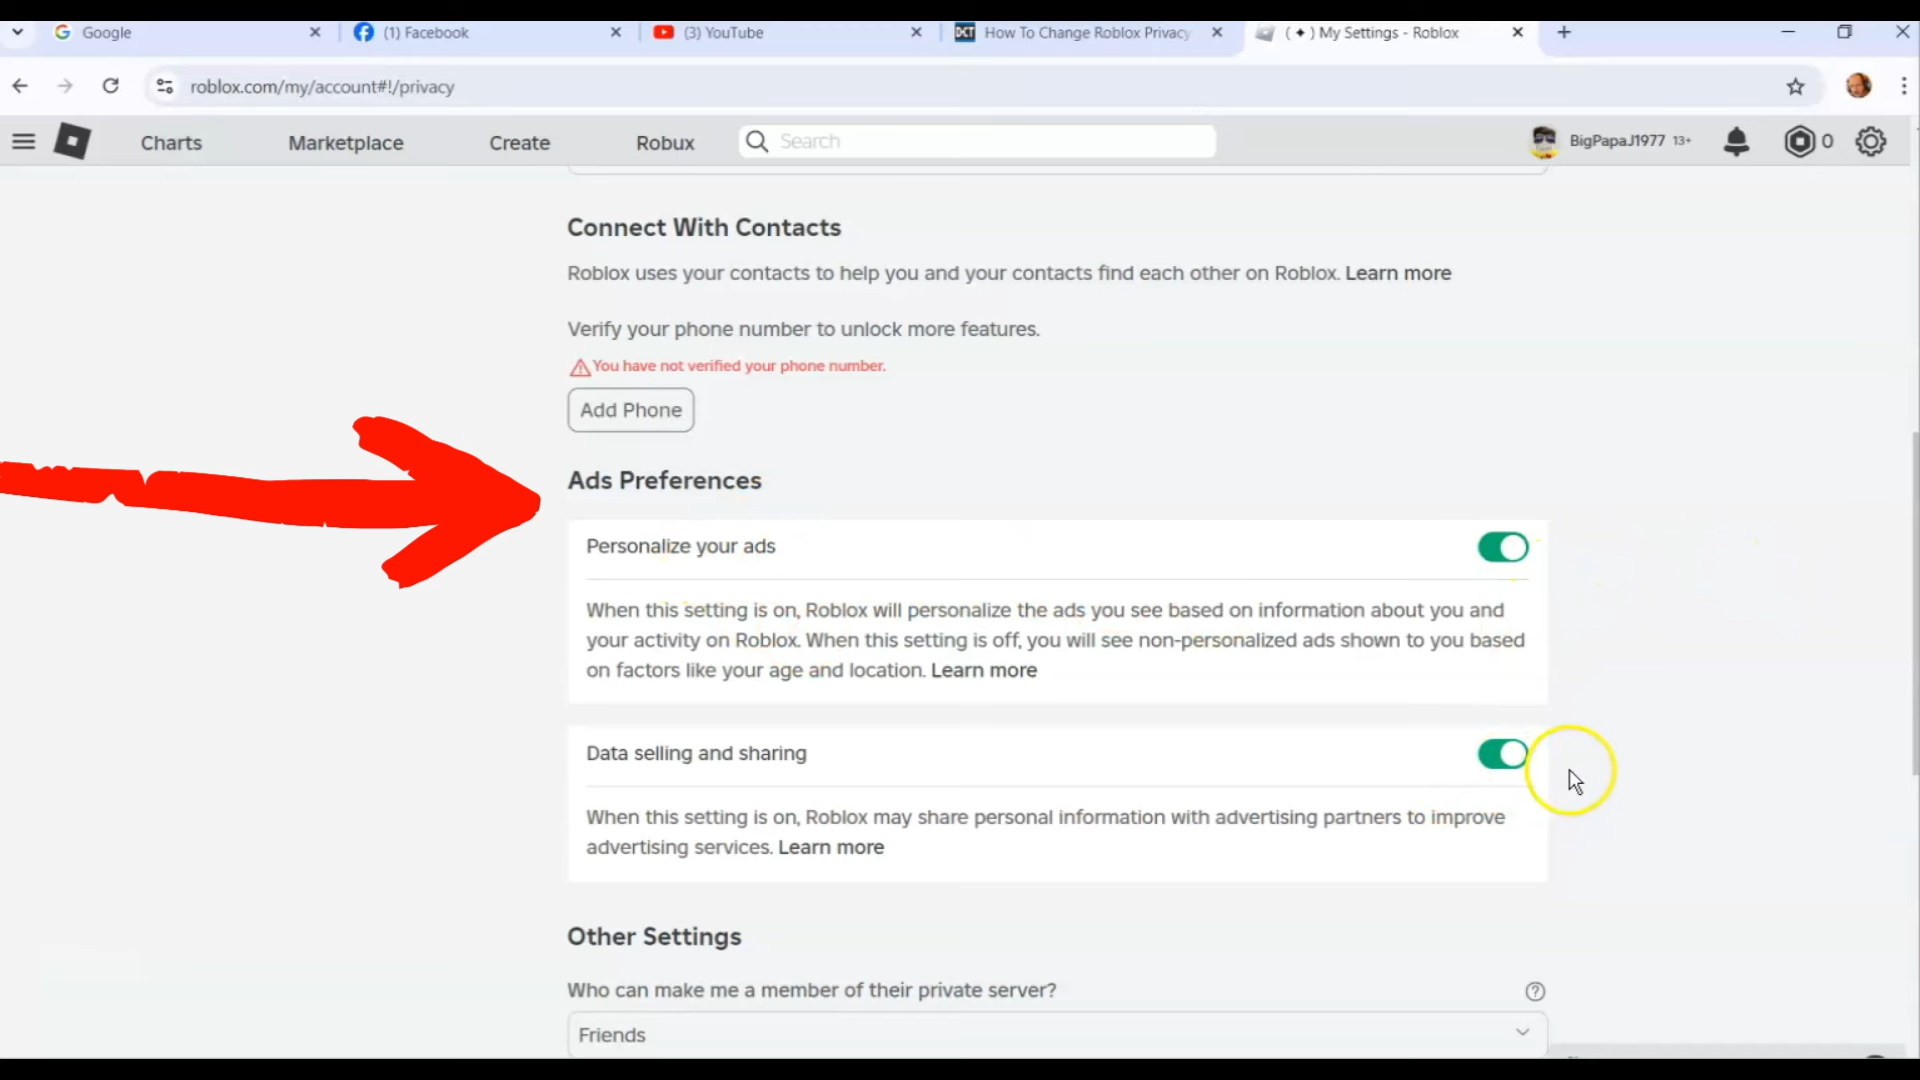 Google
(1) Facebook
(3) YouTube
DCT How To Change Roblox Privacy
( ✦ ) My Settings - Roblox
roblox.com/my/account#!/privacy
Charts
Marketplace
Create
Robux
Search
BigPapaJ1977 13+
0
Connect With Contacts
Roblox uses your contacts to help you and your contacts find each other on Roblox. Learn more
Verify your phone number to unlock more features.
You have not verified your phone number.
Add Phone
Ads Preferences
Personalize your ads
When this setting is on, Roblox will personalize the ads you see based on information about you and
your activity on Roblox. When this setting is off, you will see non-personalized ads shown to you based
on factors like your age and location. Learn more
Data selling and sharing
When this setting is on, Roblox may share personal information with advertising partners to improve
advertising services. Learn more
Other Settings
Who can make me a member of their private server?
Friends